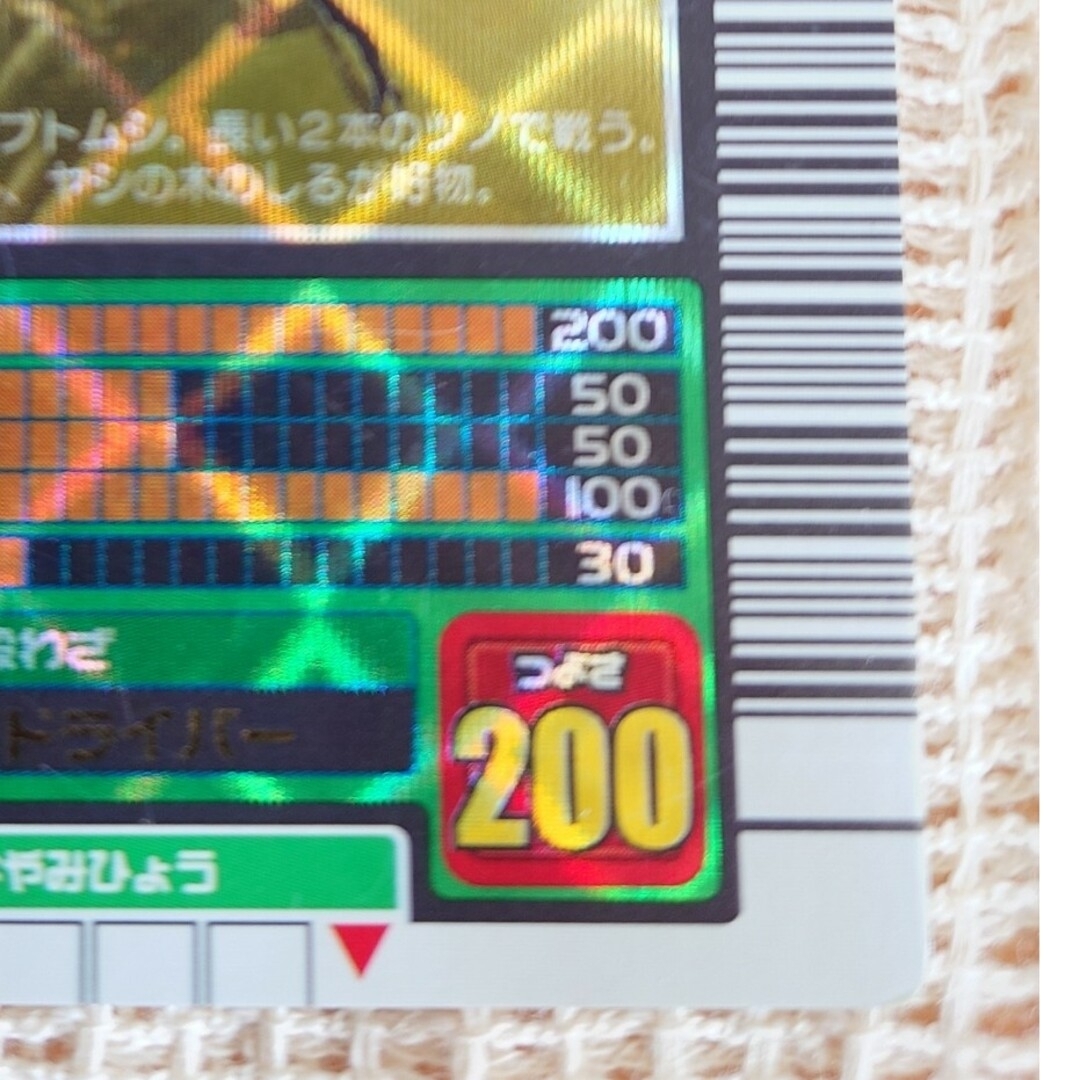 ブトムシ。長い2本のツノで戦う。
、ヤシの木のしるが好物。
200
50
50
100
30
わざ
ドライバー
つよさ
200
やみひょう